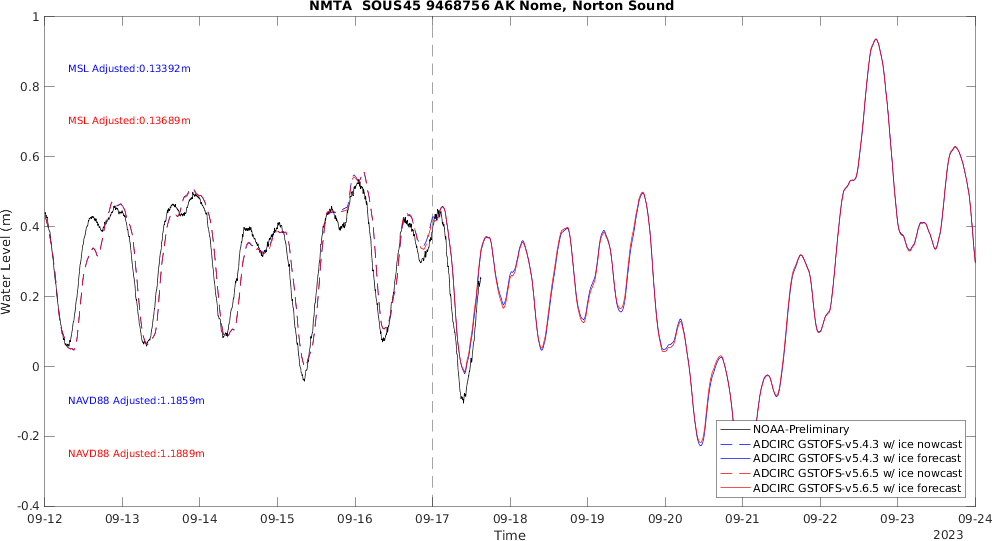 NMTA  SOUS45 9468756 AK Nome, Norton Sound
1
0.8
0.6
0.4
0.2
0
-0.2
-0.4
Water Level (m)
MSL Adjusted:0.13392m
MSL Adjusted:0.13689m
NAVD88 Adjusted:1.1859m
NAVD88 Adjusted:1.1889m
NOAA-Preliminary
ADCIRC GSTOFS-v5.4.3 w/ ice nowcast
ADCIRC GSTOFS-v5.4.3 w/ ice forecast
ADCIRC GSTOFS-v5.6.5 w/ ice nowcast
ADCIRC GSTOFS-v5.6.5 w/ ice forecast
09-12 09-13 09-14 09-15 09-16 09-17 09-18 09-19 09-20 09-21 09-22 09-23 09-24
Time
2023